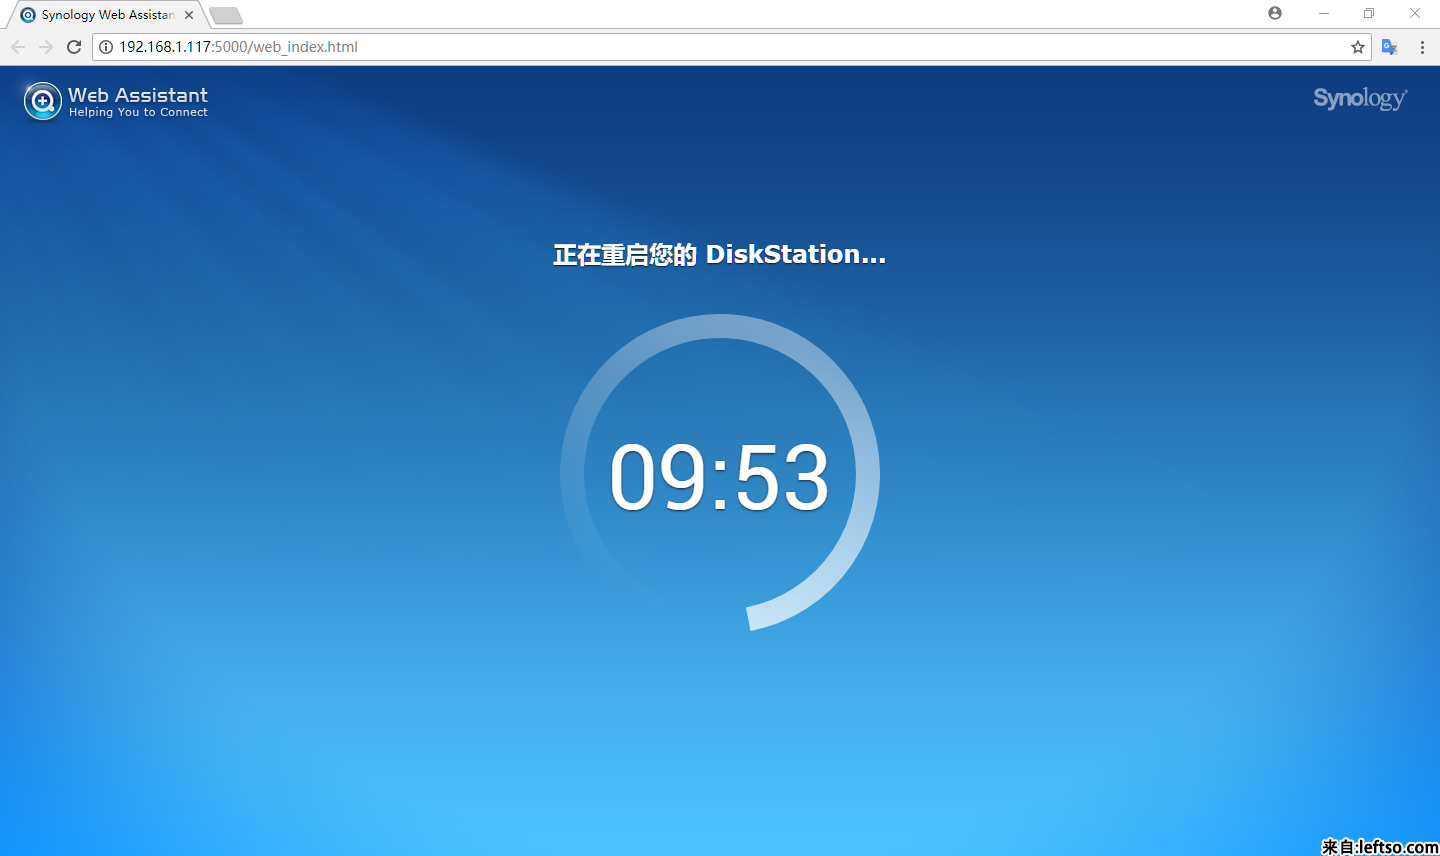 Synology Web Assistan
192.168.1.117:5000/web_index.html
Web Assistant
Helping You to Connect
Synology
正在重启您的 DiskStation...
09:53
来自:leftso.com